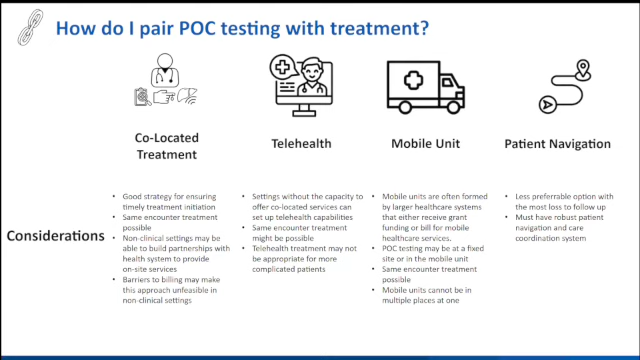 How do I pair POC testing with treatment?
Co-Located
Treatment
Telehealth
Mobile Unit
Patient Navigation
Considerations
• Good strategy for ensuring
timely treatment initiation
• Same encounter treatment
possible
• Non-clinical settings may be
able to build partnerships with
health system to provide
on-site services
• Barriers to billing may make
this approach unfeasible in
non-clinical settings
• Settings without the capacity to
offer co-located services can
set up telehealth capabilities
• Same encounter treatment
might be possible
• Telehealth treatment may not
be appropriate for more
complicated patients
• Mobile units are often formed
by larger healthcare systems
that either receive grant
funding or bill for mobile
healthcare services.
• POC testing may be at a fixed
site or in the mobile unit
• Same encounter treatment
possible
• Mobile units cannot be in
multiple places at one
• Less preferable option with
the most loss to follow up
• Must have robust patient
navigation and care
coordination system